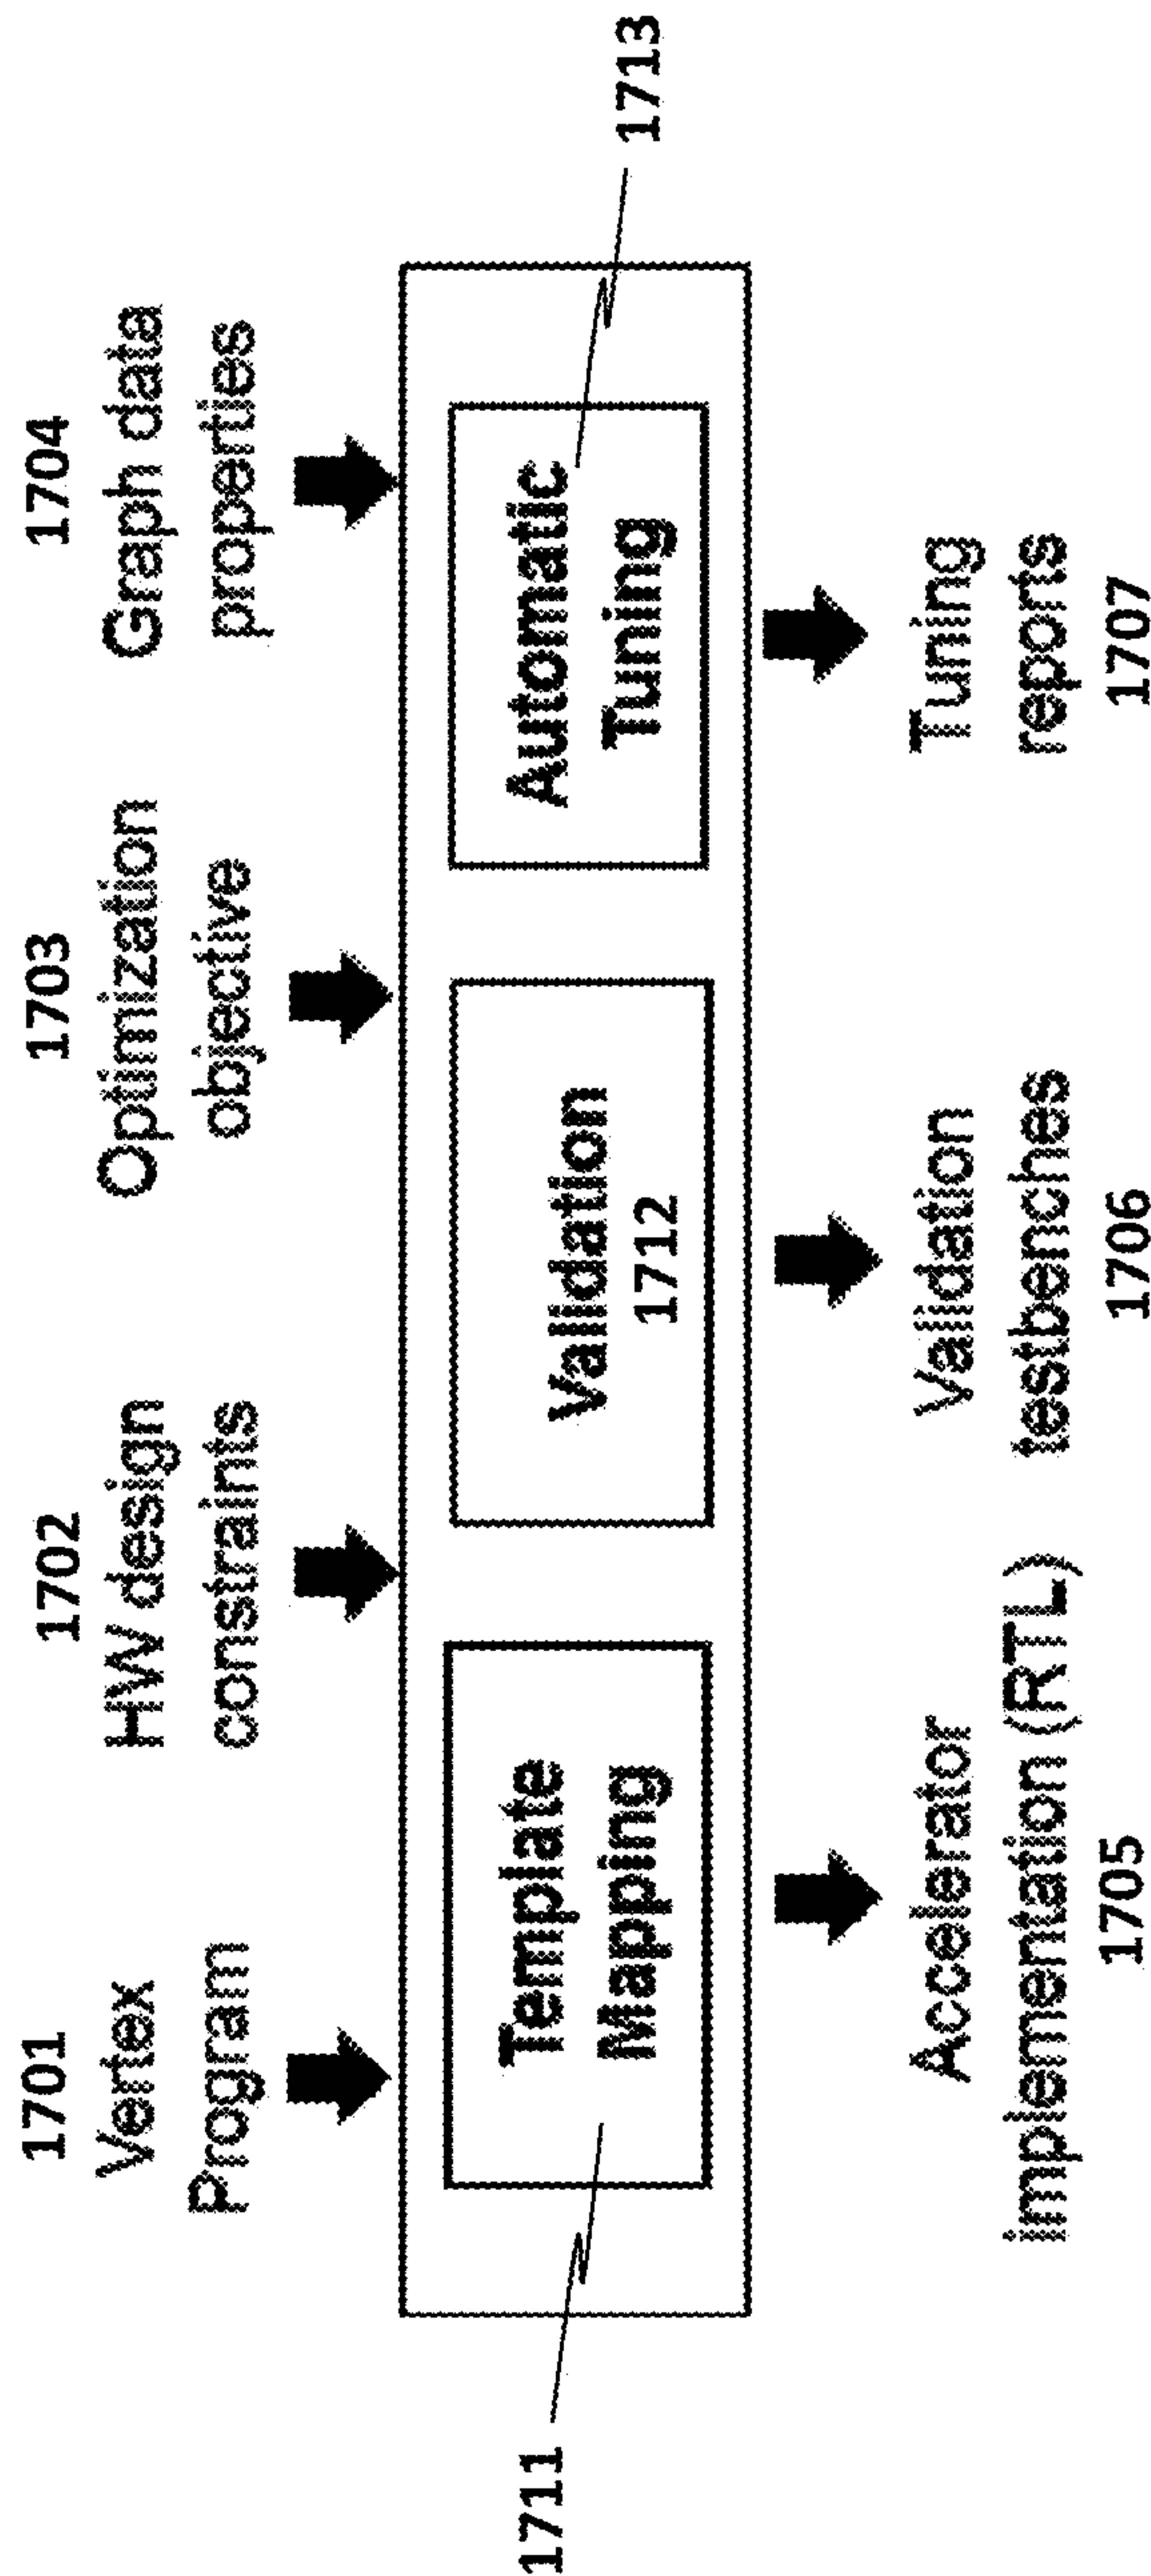 1701
Vertex
Program
1702
HW design
constraints
1703
Optimization
objective
1704
Graph data
properties
1711
Template
Mapping
Validation
1712
Automatic
Tuning
1713
Accelerator
implementation (RTL)
1705
Validation
testbenches
1706
Tuning
reports
1707